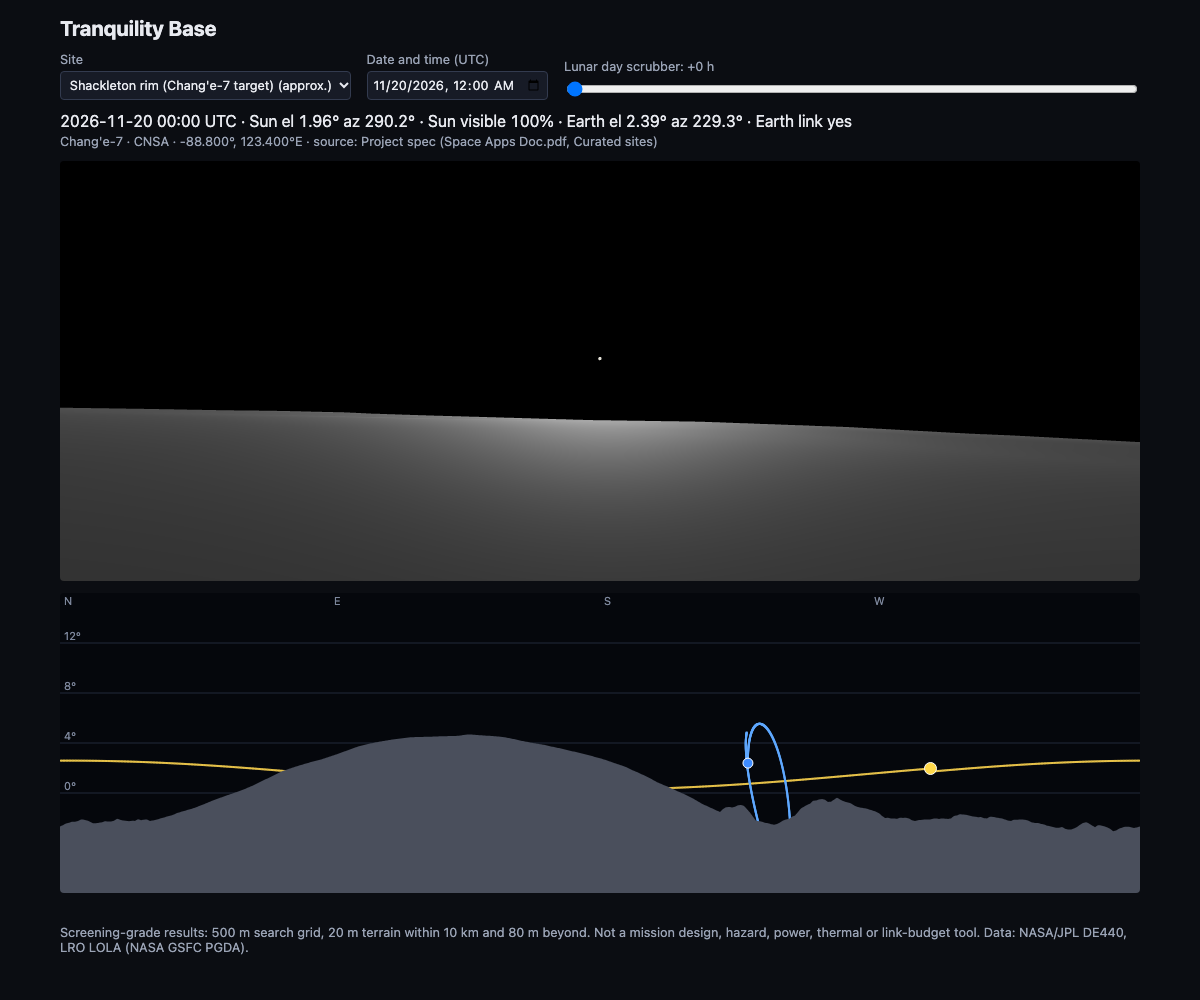 Tranquility Base
Site
Date and time (UTC)
Lunar day scrubber: +0 h
Shackleton rim (Chang'e-7 target) (approx.)
11/20/2026, 12:00 AM
2026-11-20 00:00 UTC · Sun el 1.96° az 290.2° · Sun visible 100% · Earth el 2.39° az 229.3° · Earth link yes
Chang'e-7 · CNSA · -88.800°, 123.400°E · source: Project spec (Space Apps Doc.pdf, Curated sites)
N E S W
12°
8°
4°
0°
Screening-grade results: 500 m search grid, 20 m terrain within 10 km and 80 m beyond. Not a mission design, hazard, power, thermal or link-budget tool. Data: NASA/JPL DE440,
LRO LOLA (NASA GSFC PGDA).